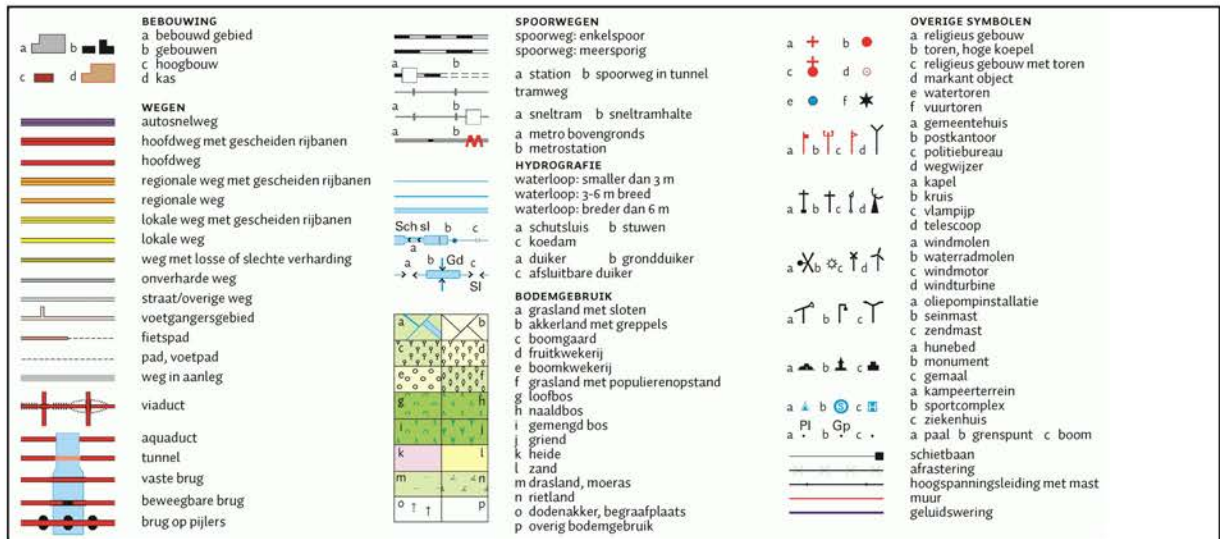 BEBOUWING
a bebouwd gebied
b gebouwen
c hoogbouw
d kas
a b
c d
WEGEN
autosnelweg
hoofdweg met gescheiden rijbanen
hoofdweg
regionale weg met gescheiden rijbanen
regionale weg
lokale weg met gescheiden rijbanen
lokale weg
weg met losse of slechte verharding
onverharde weg
straat/overige weg
voetgangersgebied
fietspad
pad, voetpad
weg in aanleg
viaduct
aquaduct
tunnel
vaste brug
beweegbare brug
brug op pijlers
SPOORWEGEN
spoorweg: enkelspoor
spoorweg: meersporig
a b
a station b spoorweg in tunnel
tramweg
a b
a sneltram b sneltramhalte
a b
a metro bovengronds
b metrostation
HYDROGRAFIE
waterloop: smaller dan 3 m
waterloop: 3-6 m breed
waterloop: breder dan 6 m
Sch sl b c
a
a schutsluis b stuwen
c koedam
a b Gd c
Sl
a duiker b grondduiker
c afsluitbare duiker
BODEMGEBRUIK
a grasland met sloten
b akkerland met greppels
c boomgaard
d fruitkwekerij
e boomkwekerij
f grasland met populierenopstand
g loofbos
h naaldbos
i gemengd bos
j griend
k heide
l zand
m drasland, moeras
n rietland
o dodenakker, begraafplaats
p overig bodemgebruik
a b
c d
e f
g h
i j
k l
m n
o p
OVERIGE SYMBOLEN
a religieus gebouw
b toren, hoge koepel
c religieus gebouw met toren
d markant object
e watertoren
f vuurtoren
a b
c d
e f
a gemeentehuis
b postkantoor
c politiebureau
d wegwijzer
a b c d
a kapel
b kruis
c vlampijp
d telescoop
a b c d
a windmolen
b waterradmolen
c windmotor
d windturbine
a b c d
a oliepompinstallatie
b seinmast
c zendmast
a b c
a hunebed
b monument
c gemaal
a b c
a kampeerterrein
b sportcomplex
c ziekenhuis
a b S c H
Pl Gp
a b c
a paal b grenspunt c boom
schietbaan
afrastering
hoogspanningsleiding met mast
muur
geluidswering